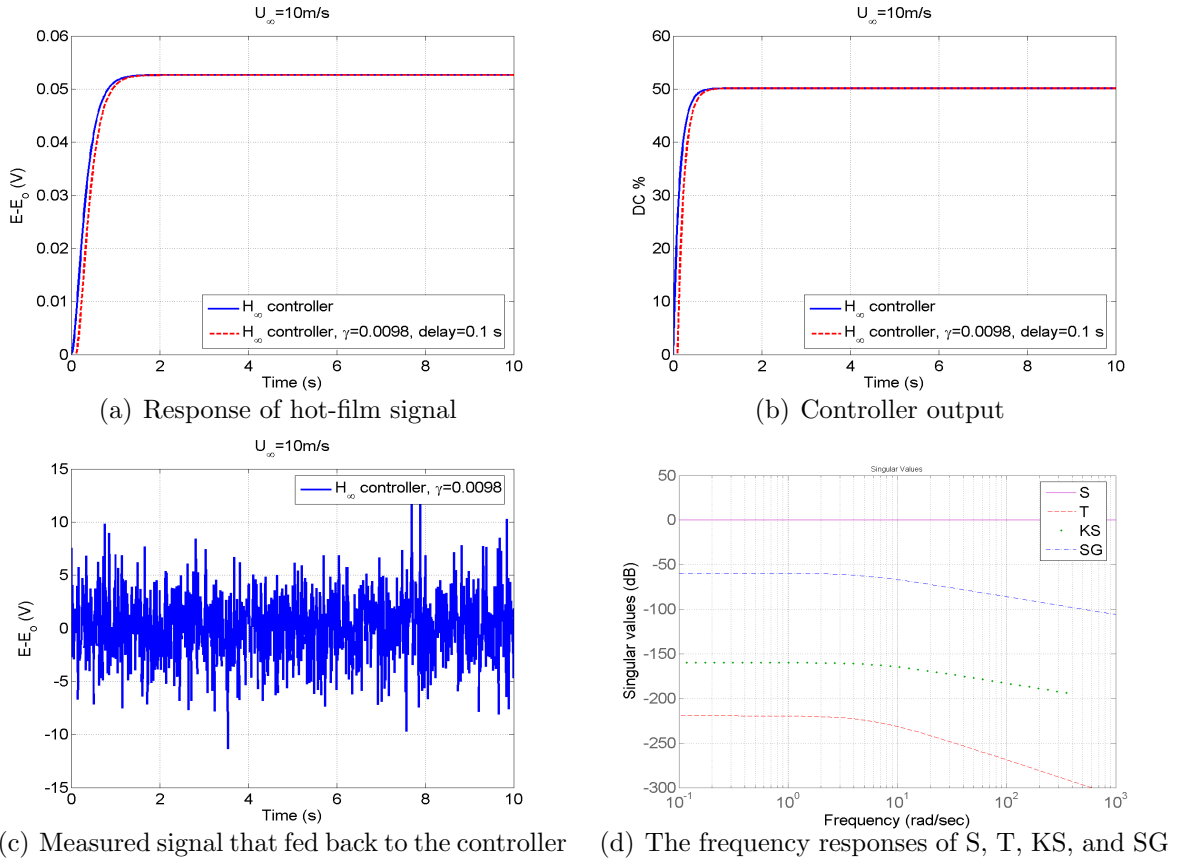 U∞=10m/s
0.06
0.05
0.04
0.03
0.02
0.01
0
E-E₀ (V)
H∞ controller
H∞ controller, γ=0.0098, delay=0.1 s
0 2 4 6 8 10
Time (s)
(a) Response of hot-film signal
U∞=10m/s
60
50
40
30
20
10
0
DC %
H∞ controller
H∞ controller, γ=0.0098, delay=0.1 s
0 2 4 6 8 10
Time (s)
(b) Controller output
U∞=10m/s
15
10
5
0
-5
-10
-15
E-E₀ (V)
H∞ controller, γ=0.0098
0 2 4 6 8 10
Time (s)
(c) Measured signal that fed back to the controller
Singular Values
50
0
-50
-100
-150
-200
-250
-300
Singular values (dB)
S
T
KS
SG
10⁻¹ 10⁰ 10¹ 10² 10³
Frequency (rad/sec)
(d) The frequency responses of S, T, KS, and SG